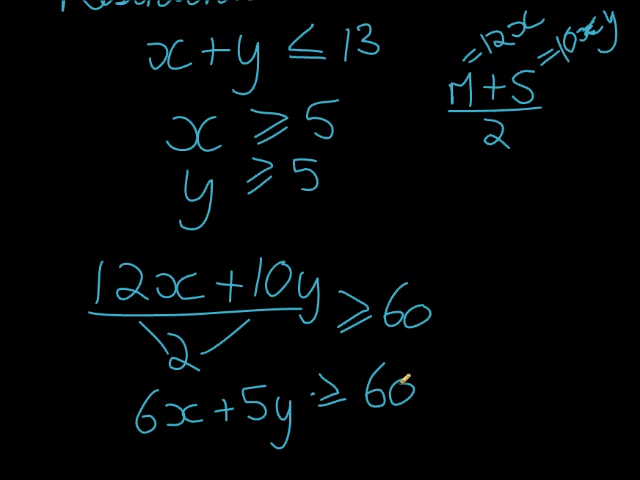 x + y ≤ 13
= 12x
= 10y
M + S
2
x ≥ 5
y ≥ 5
12x + 10y ≥ 60
2
6x + 5y ≥ 60